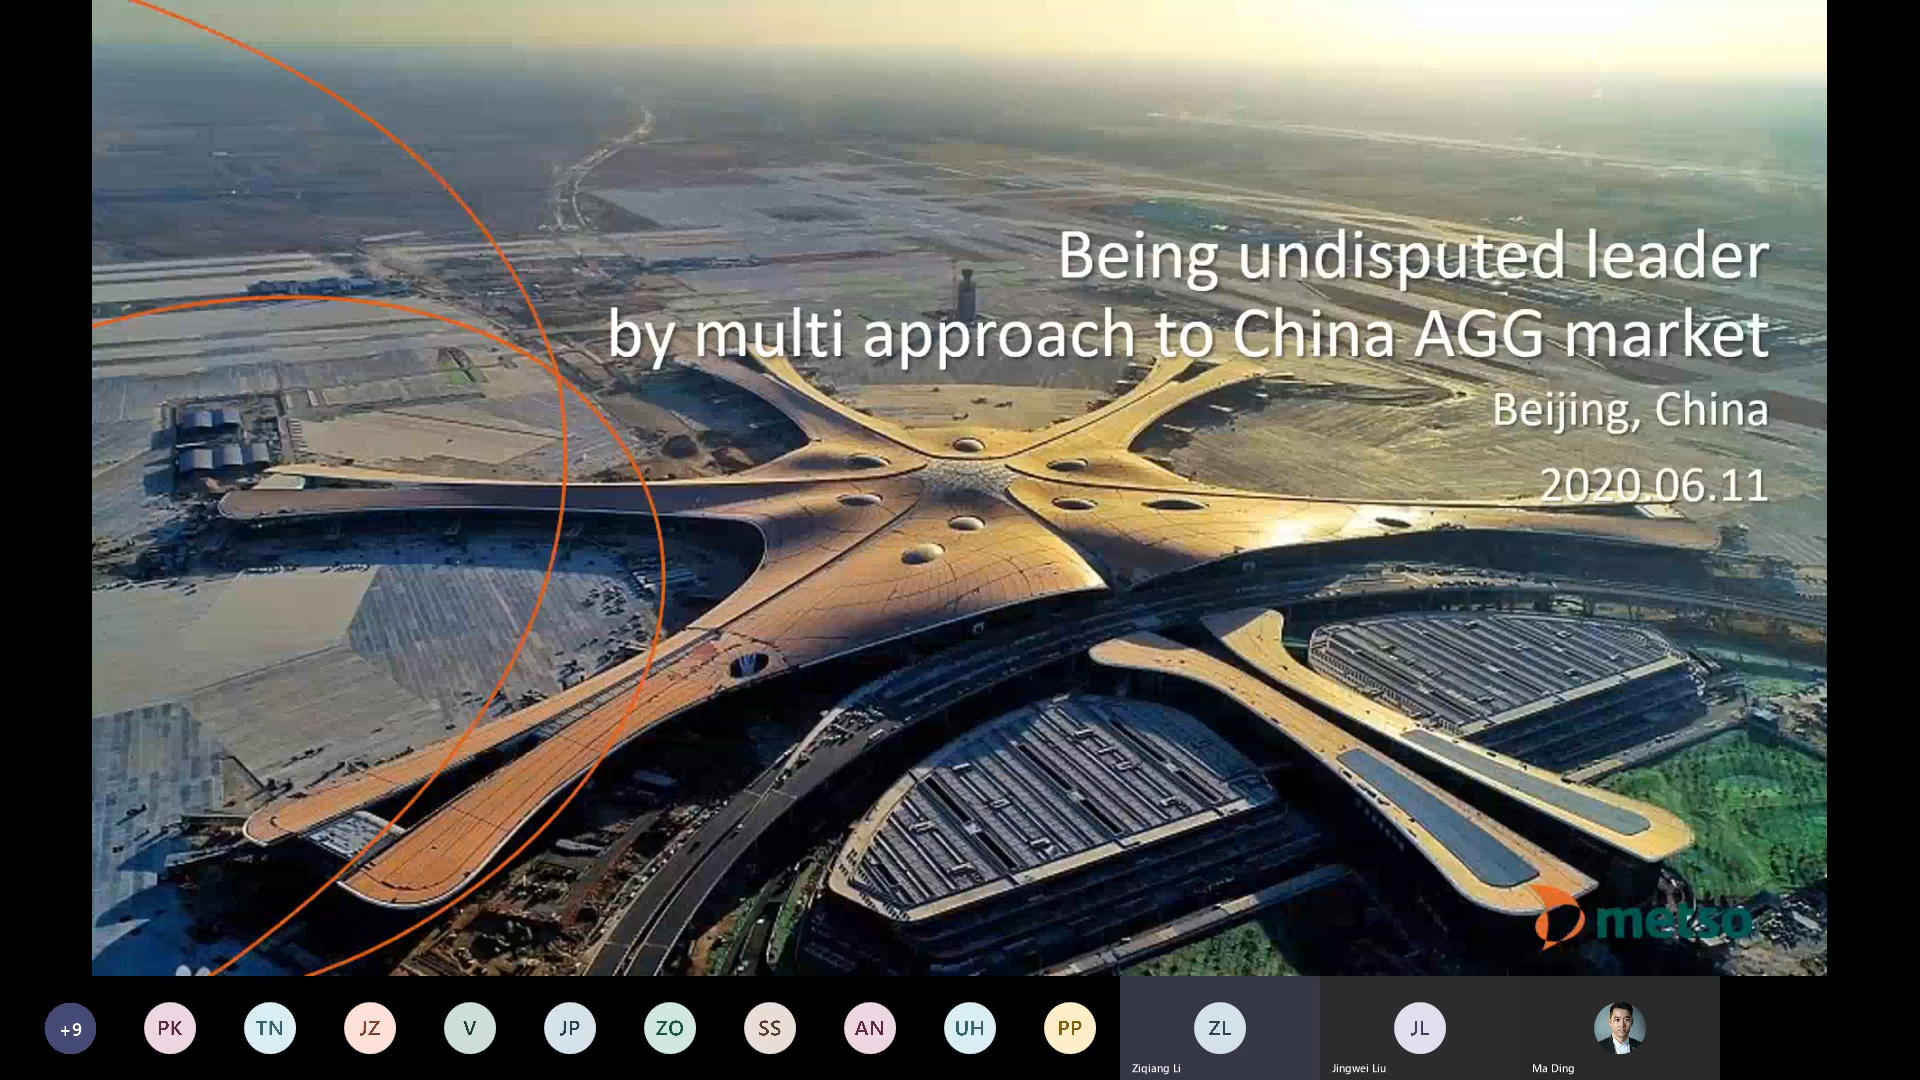 Being undisputed leader
by multi approach to China AGG market
Beijing, China
2020.06.11
metso
+9
PK
TN
JZ
V
JP
ZO
SS
AN
UH
PP
ZL
JL
Ziqiang Li
Jingwei Liu
Ma Ding